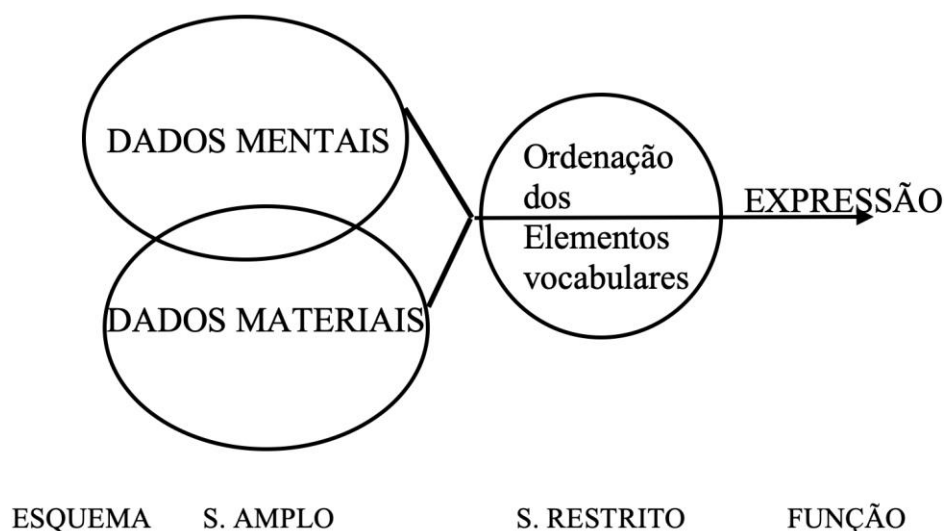 DADOS MENTAIS
DADOS MATERIAIS
Ordenação
dos
Elementos
vocabulares
EXPRESSÃO
ESQUEMA S. AMPLO S. RESTRITO FUNÇÃO